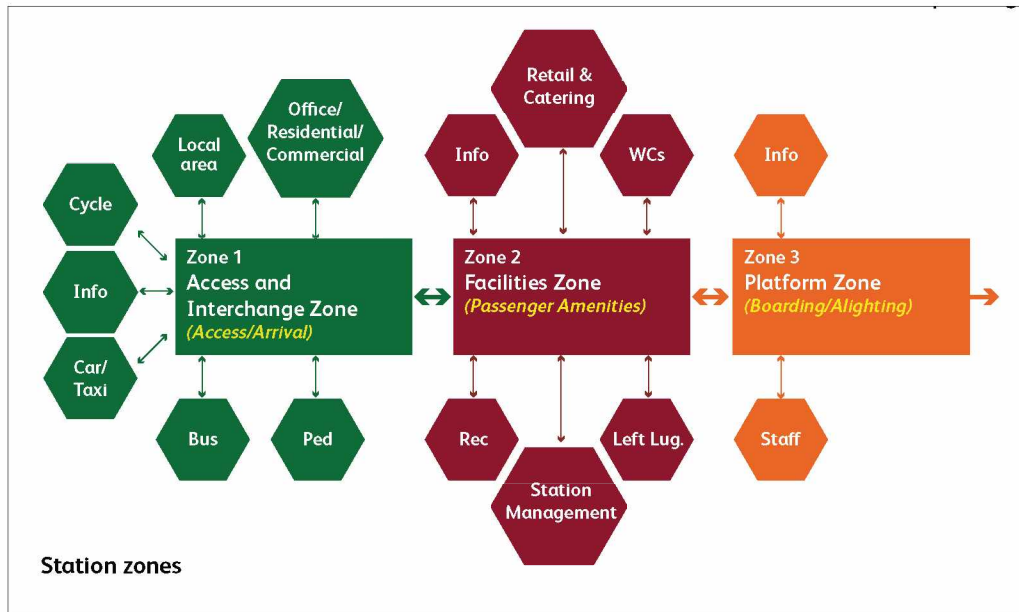 Retail &
Catering
Office/
Residential/
Commercial
Local
area
Info
WCs
Info
Cycle
Zone 1
Access and
Interchange Zone
(Access/Arrival)
Zone 2
Facilities Zone
(Passenger Amenities)
Zone 3
Platform Zone
(Boarding/Alighting)
Info
Car/
Taxi
Bus
Ped
Rec
Left Lug.
Staff
Station
Management
Station zones